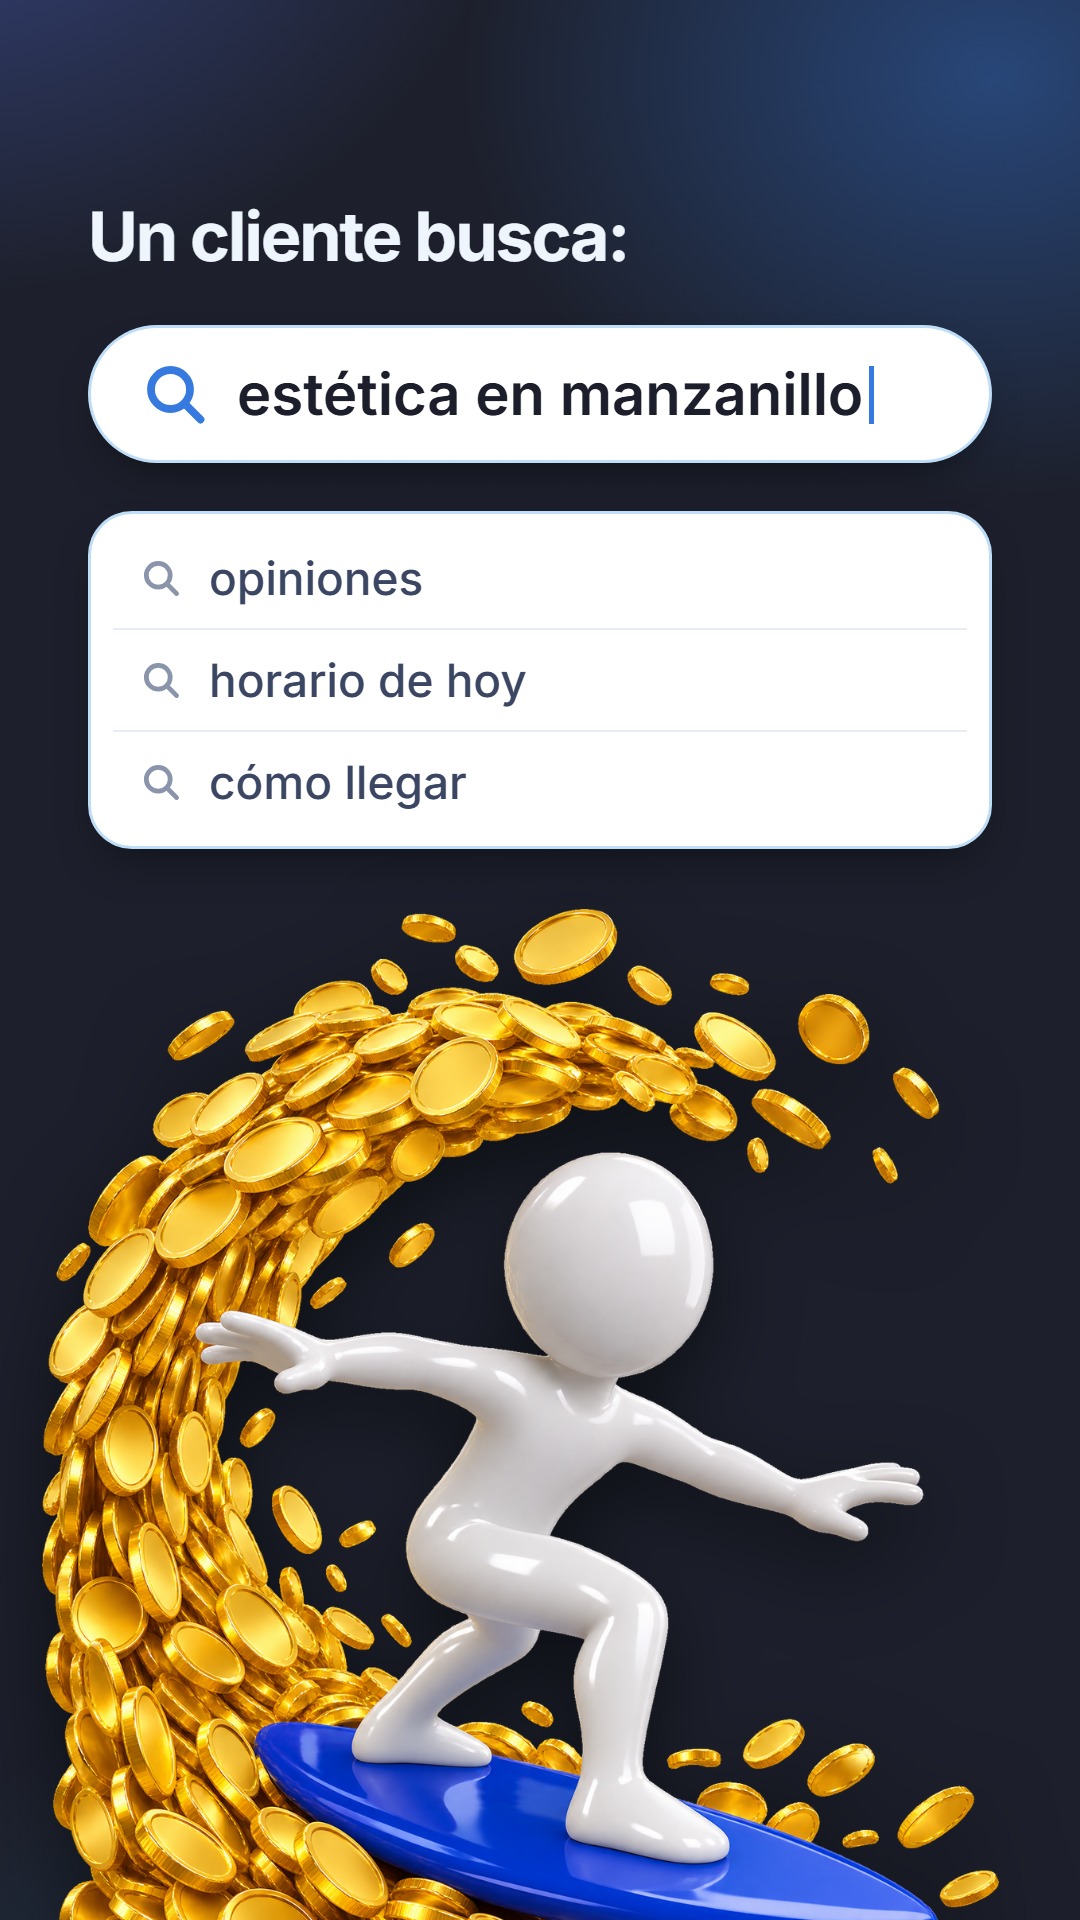 Un cliente busca:
estética en manzanillo
opiniones
horario de hoy
cómo llegar